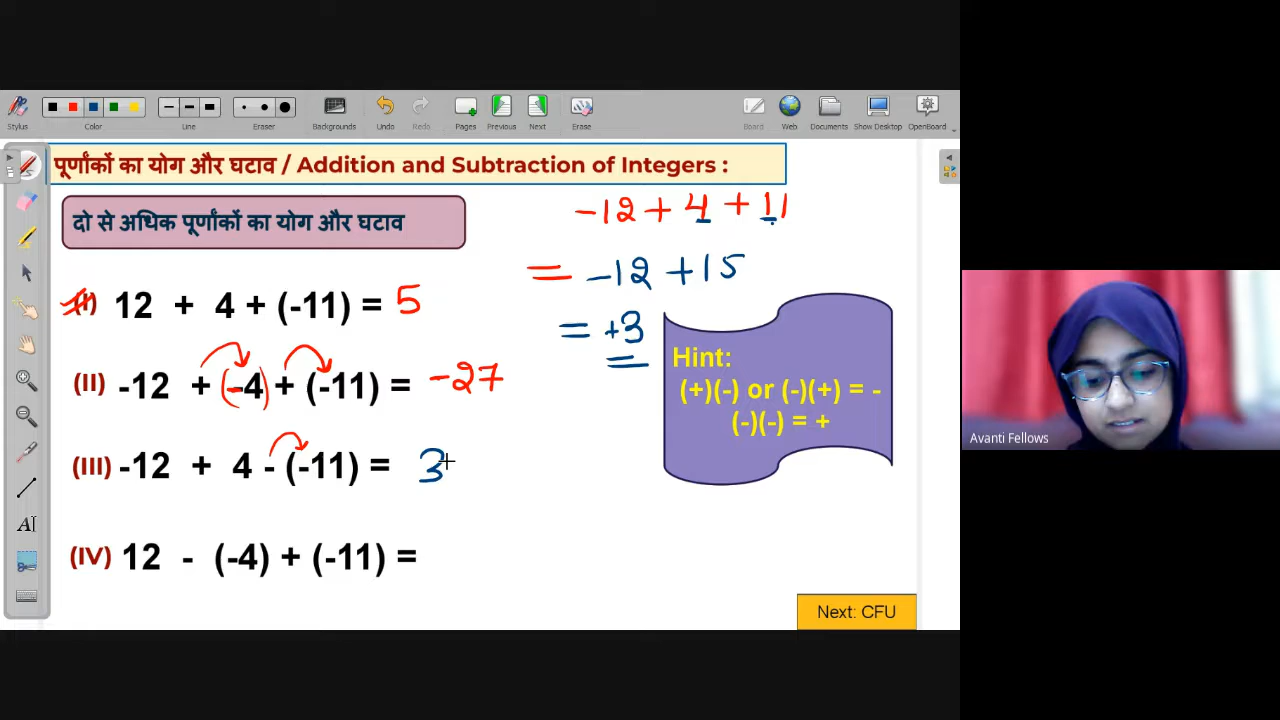 Stylus Color Line Eraser Backgrounds Undo Redo Pages Previous Next Erase Board Web Documents Show Desktop OpenBoard
पूर्णांकों का योग और घटाव / Addition and Subtraction of Integers :
दो से अधिक पूर्णांकों का योग और घटाव
-12 + 4 + 11
= -12 + 15
= +3
(I) 12 + 4 + (-11) = 5
(II) -12 + (-4) + (-11) = -27
(III) -12 + 4 - (-11) = 3
(IV) 12 - (-4) + (-11) =
Hint:
(+)(-) or (-)(+) = -
(-)(-) = +
Next: CFU
Avanti Fellows